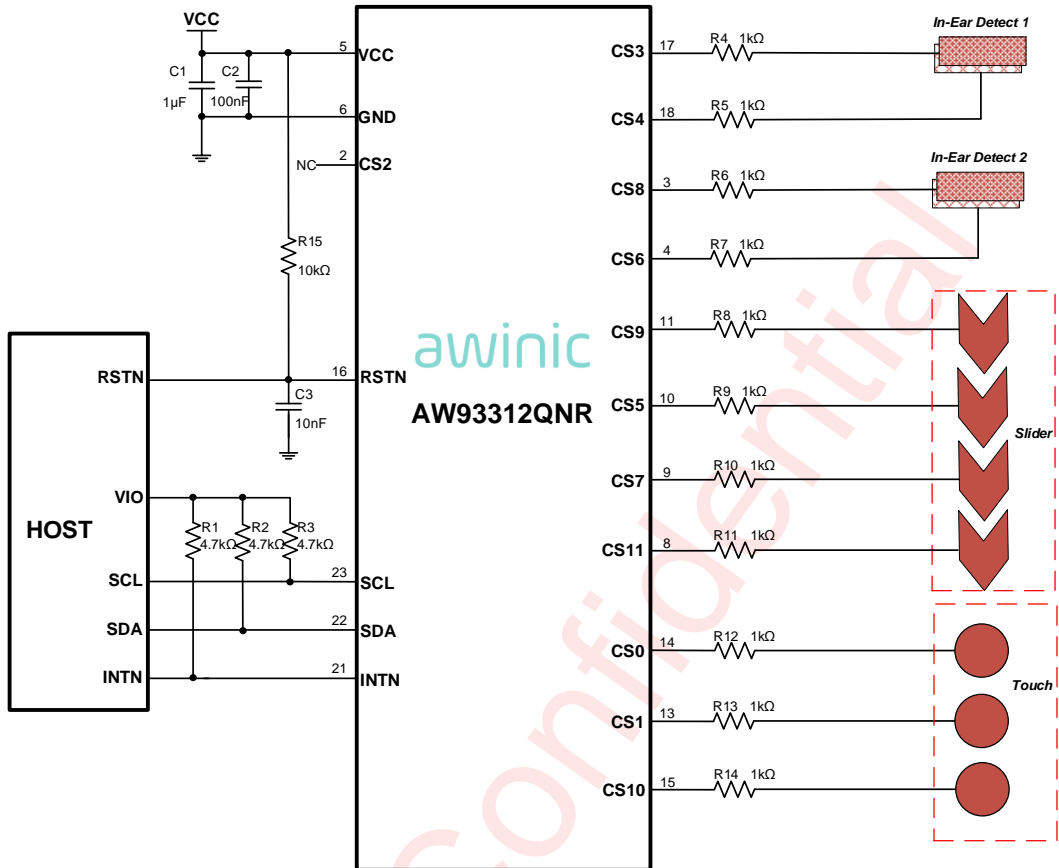 VCC
C1
1µF
C2
100nF
5
VCC
6
GND
NC
2
CS2
R15
10kΩ
HOST
RSTN
16
RSTN
C3
10nF
VIO
R1
4.7kΩ
R2
4.7kΩ
R3
4.7kΩ
SCL
23
SCL
SDA
22
SDA
INTN
21
INTN
awinic
AW93312QNR
CS3
17
R4 1kΩ
In-Ear Detect 1
CS4
18
R5 1kΩ
CS8
3
R6 1kΩ
In-Ear Detect 2
CS6
4
R7 1kΩ
CS9
11
R8 1kΩ
CS5
10
R9 1kΩ
Slider
CS7
9
R10 1kΩ
CS11
8
R11 1kΩ
CS0
14
R12 1kΩ
Touch
CS1
13
R13 1kΩ
CS10
15
R14 1kΩ
Confidential